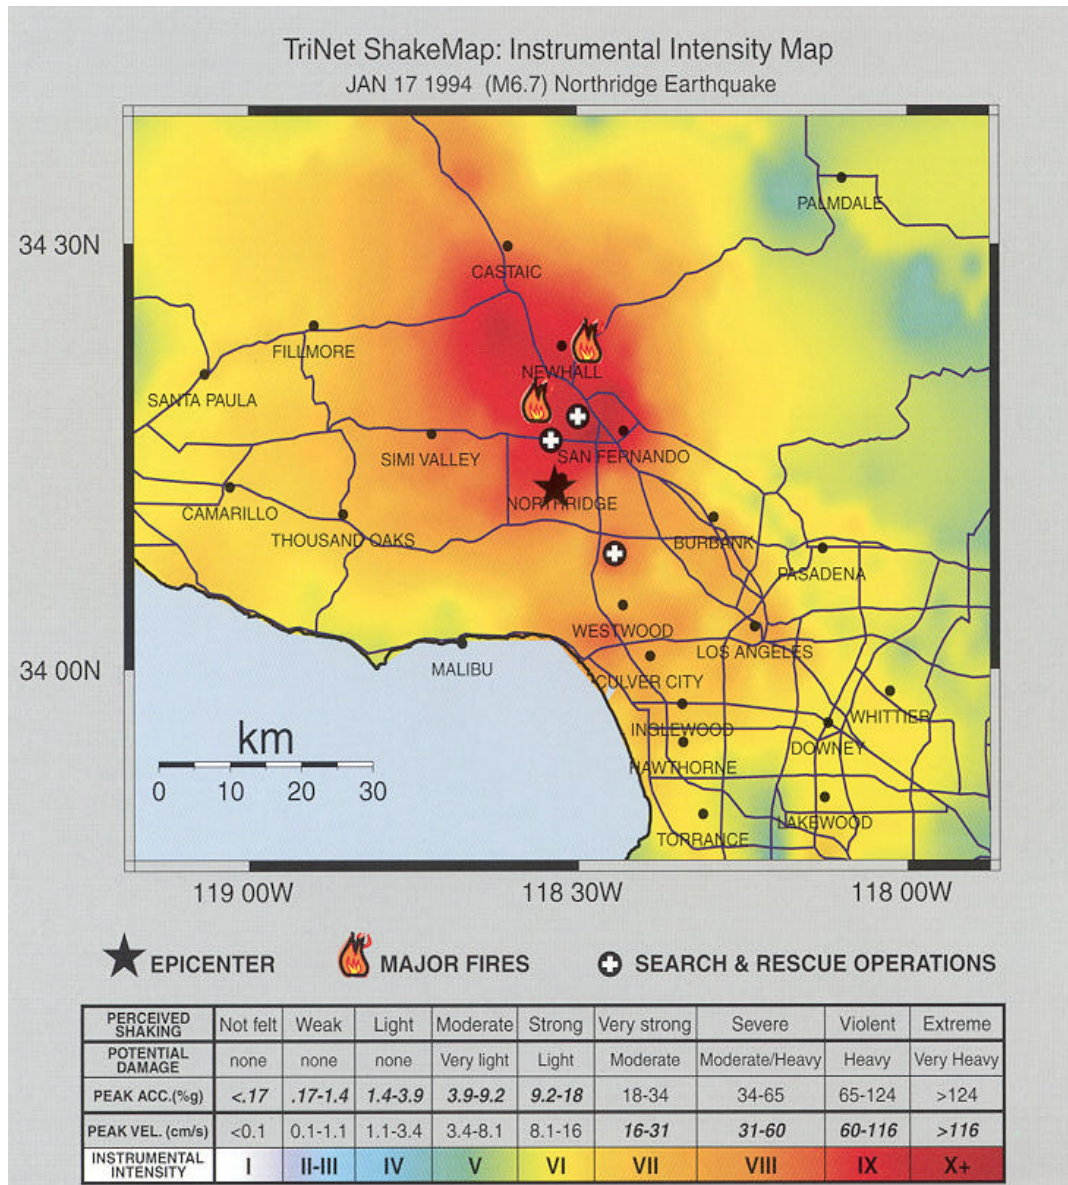 TriNet ShakeMap: Instrumental Intensity Map
JAN 17 1994 (M6.7) Northridge Earthquake
PALMDALE
34 30N
CASTAIC
FILLMORE
NEWHALL
SANTA PAULA
SIMI VALLEY
SAN FERNANDO
NORTHRIDGE
CAMARILLO
THOUSAND OAKS
BURBANK
PASADENA
WESTWOOD
LOS ANGELES
34 00N
MALIBU
CULVER CITY
WHITTIER
INGLEWOOD
DOWNEY
km
HAWTHORNE
0 10 20 30
LAKEWOOD
TORRANCE
119 00W 118 30W 118 00W
EPICENTER MAJOR FIRES SEARCH & RESCUE OPERATIONS
PERCEIVED SHAKING Not felt Weak Light Moderate Strong Very strong Severe Violent Extreme
POTENTIAL DAMAGE none none none Very light Light Moderate Moderate/Heavy Heavy Very Heavy
PEAK ACC.(%g) <.17 .17-1.4 1.4-3.9 3.9-9.2 9.2-18 18-34 34-65 65-124 >124
PEAK VEL. (cm/s) <0.1 0.1-1.1 1.1-3.4 3.4-8.1 8.1-16 16-31 31-60 60-116 >116
INSTRUMENTAL INTENSITY I II-III IV V VI VII VIII IX X+